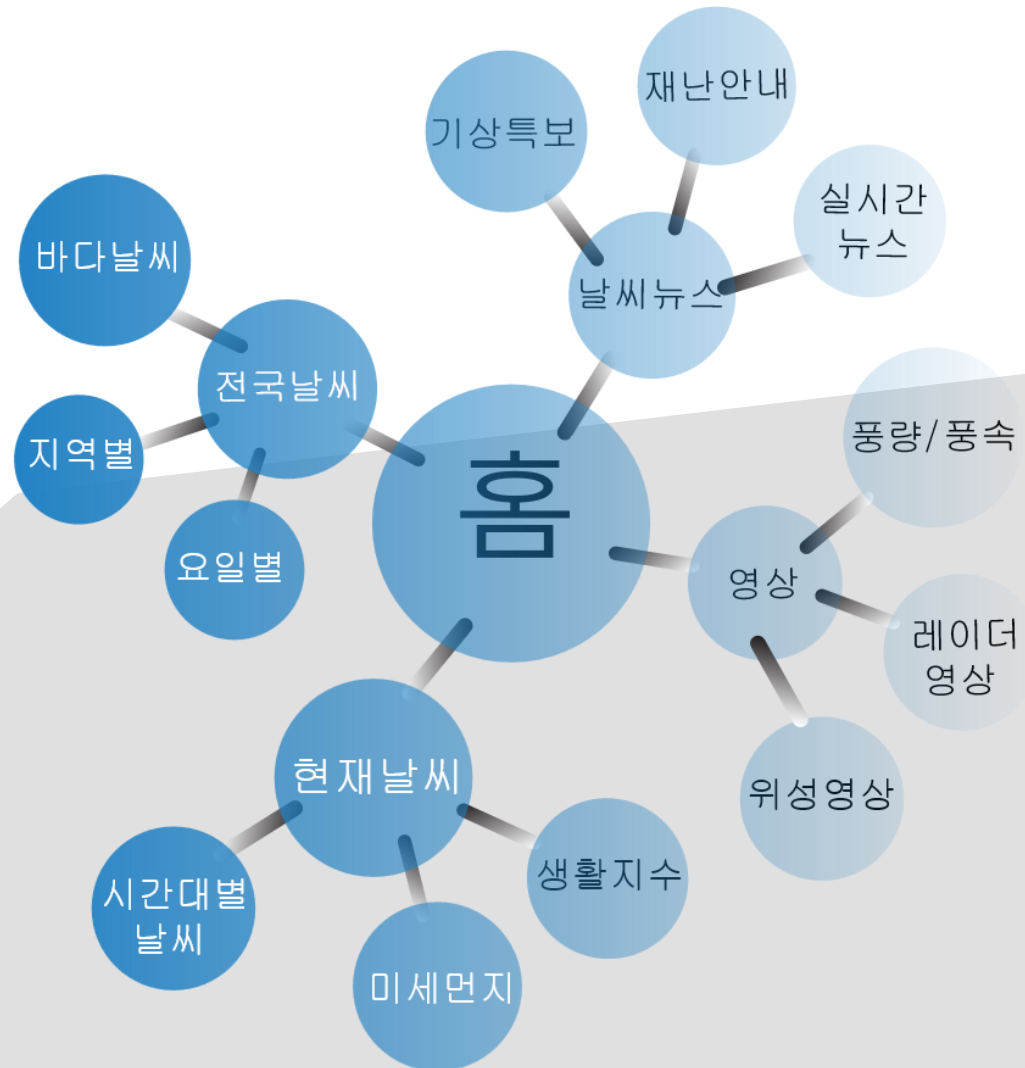 재난안내
기상특보
실시간
뉴스
바다날씨
날씨뉴스
전국날씨
지역별
풍량/풍속
홈
요일별
영상
레이더
영상
현재날씨
위성영상
생활지수
시간대별
날씨
미세먼지